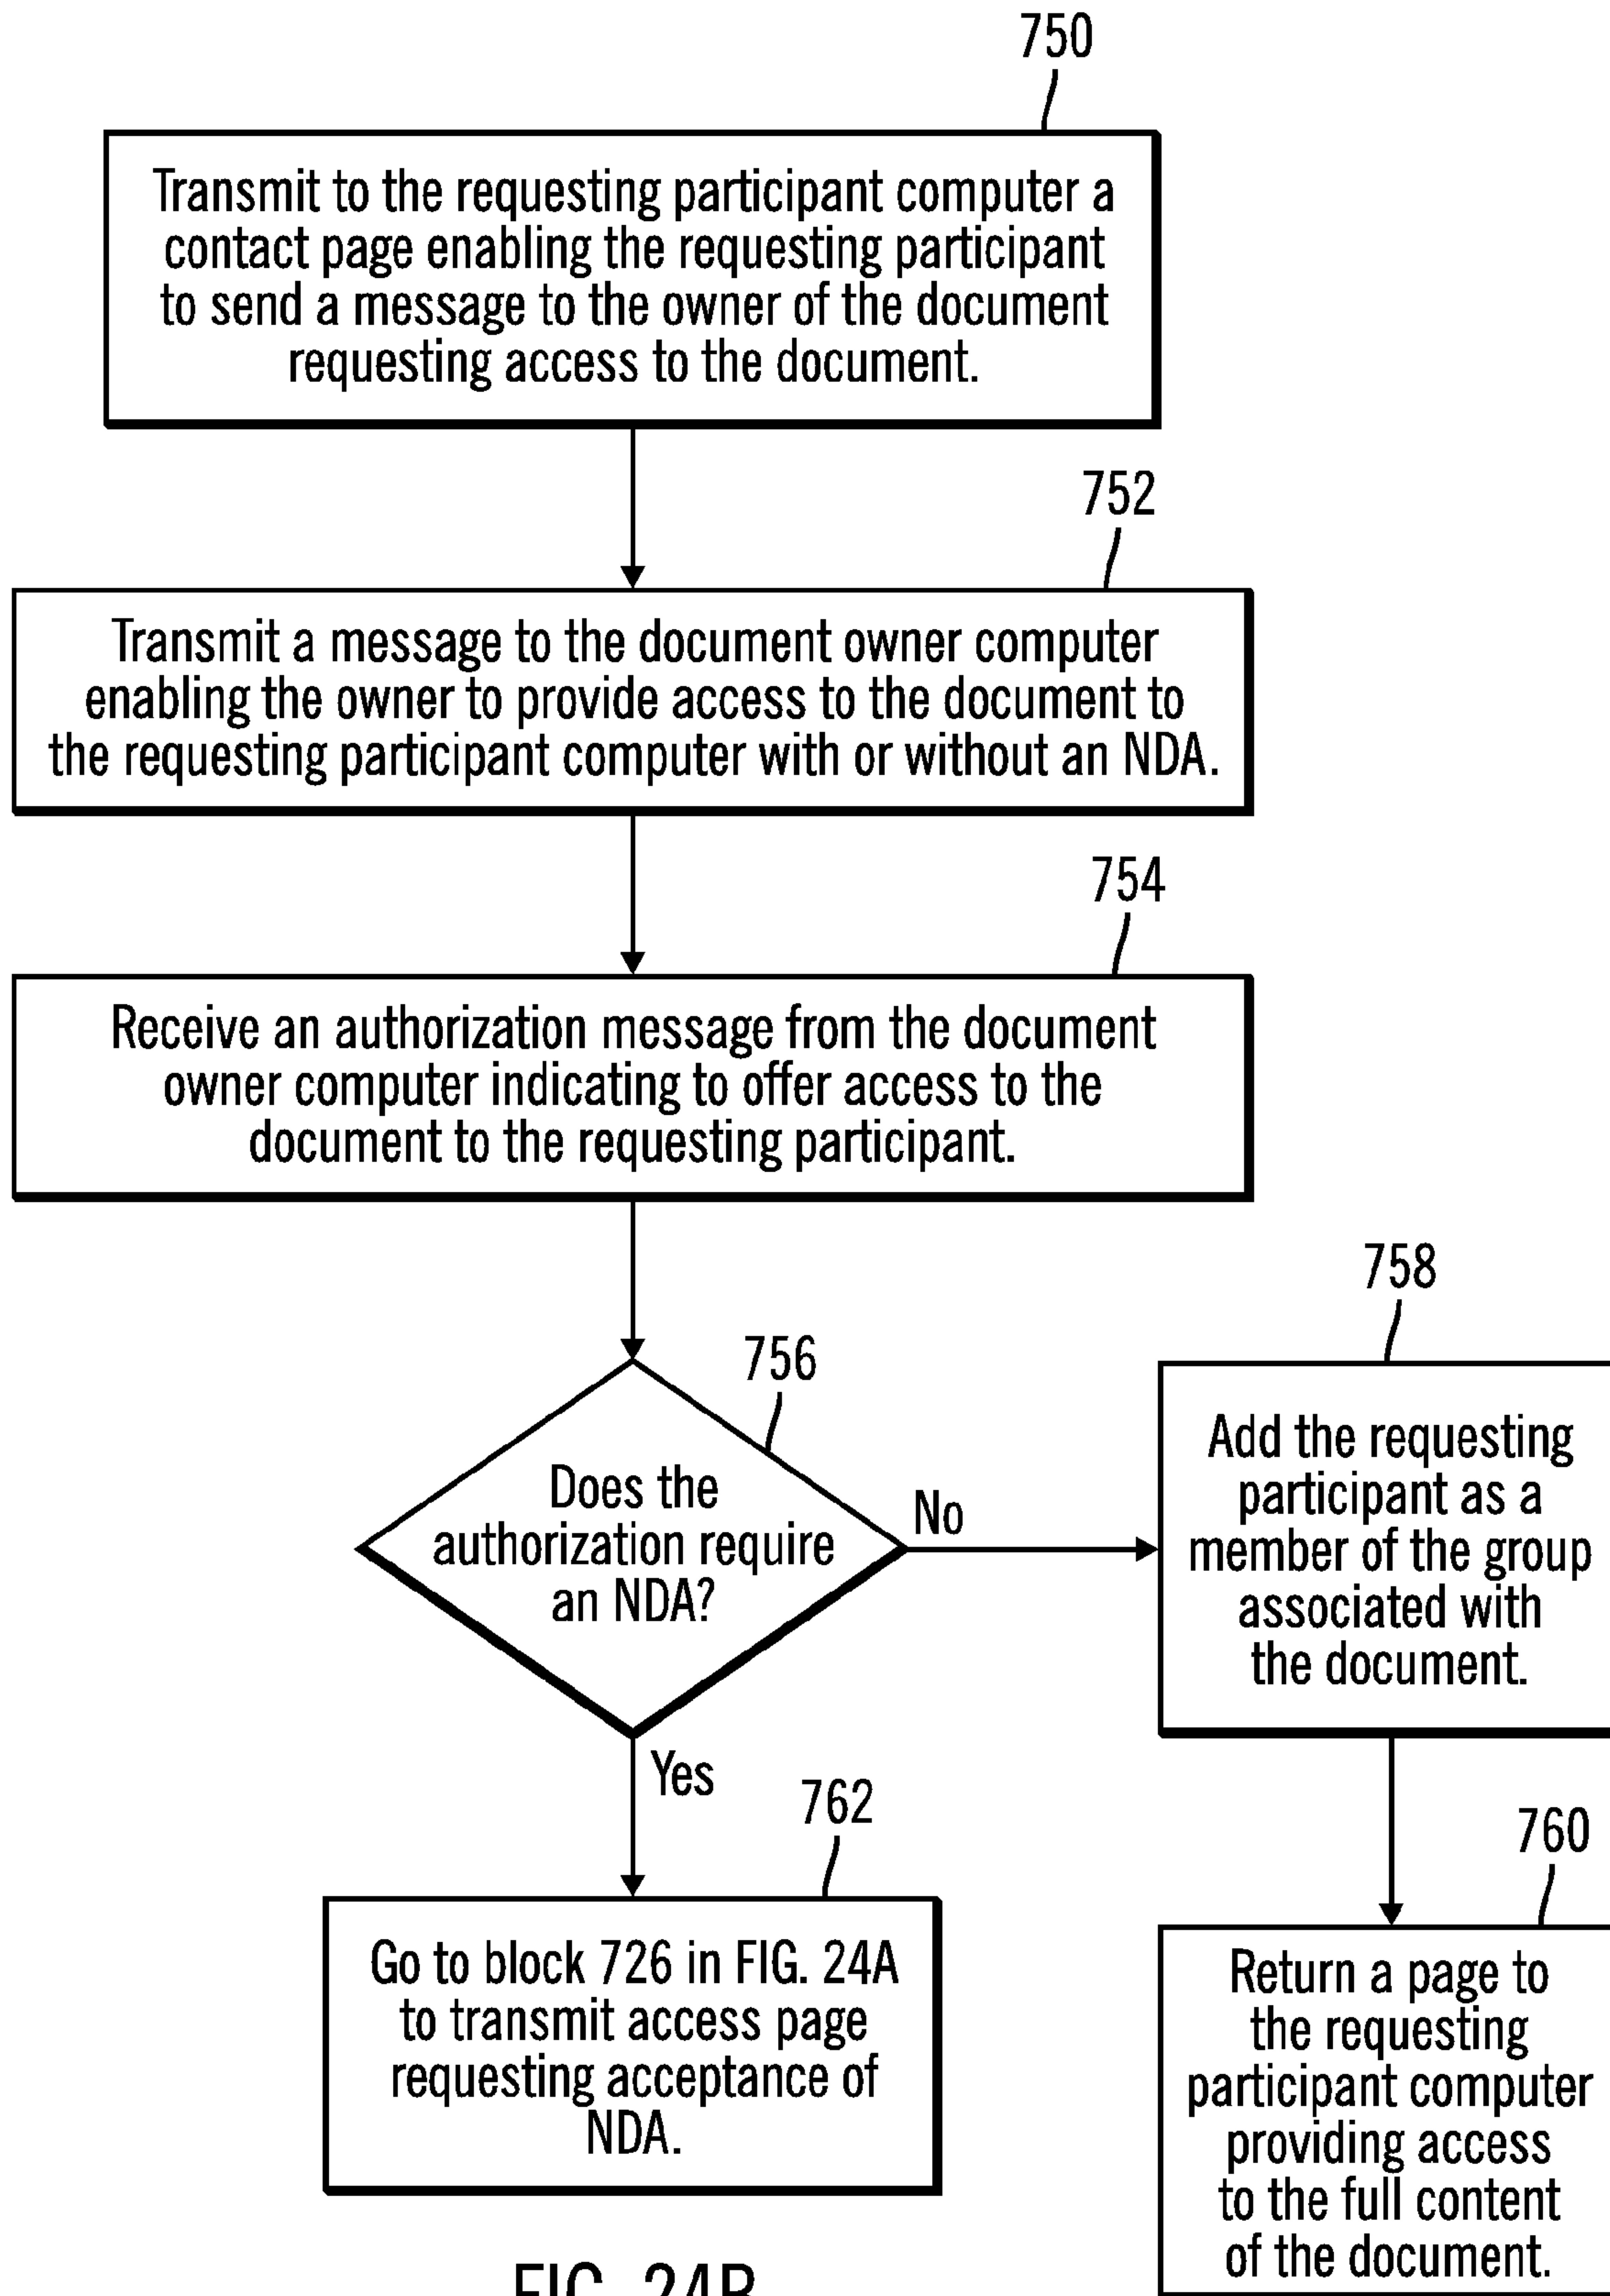 750
Transmit to the requesting participant computer a
contact page enabling the requesting participant
to send a message to the owner of the document
requesting access to the document.
752
Transmit a message to the document owner computer
enabling the owner to provide access to the document to
the requesting participant computer with or without an NDA.
754
Receive an authorization message from the document
owner computer indicating to offer access to the
document to the requesting participant.
756
Does the
authorization require
an NDA?
No
758
Add the requesting
participant as a
member of the group
associated with
the document.
Yes
762
Go to block 726 in FIG. 24A
to transmit access page
requesting acceptance of
NDA.
760
Return a page to
the requesting
participant computer
providing access
to the full content
of the document.
FIG. 24B